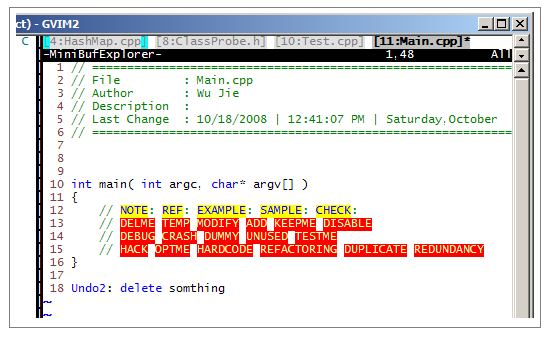 ct) - GVIM2
C [4:HashMap.cpp] [8:ClassProbe.h] [10:Test.cpp] [11:Main.cpp]*
-MiniBufExplorer- 1,48 All
1 // ================================================================
2 // File : Main.cpp
3 // Author : Wu Jie
4 // Description :
5 // Last Change : 10/18/2008 | 12:41:07 PM | Saturday,October
6 // ================================================================
7
8
9
10 int main( int argc, char* argv[] )
11 {
12 // NOTE: REF: EXAMPLE: SAMPLE: CHECK:
13 // DELME TEMP MODIFY ADD KEEPME DISABLE
14 // DEBUG CRASH DUMMY UNUSED TESTME
15 // HACK OPTME HARDCODE REFACTORING DUPLICATE REDUNDANCY
16 }
17
18 Undo2: delete somthing
~
~